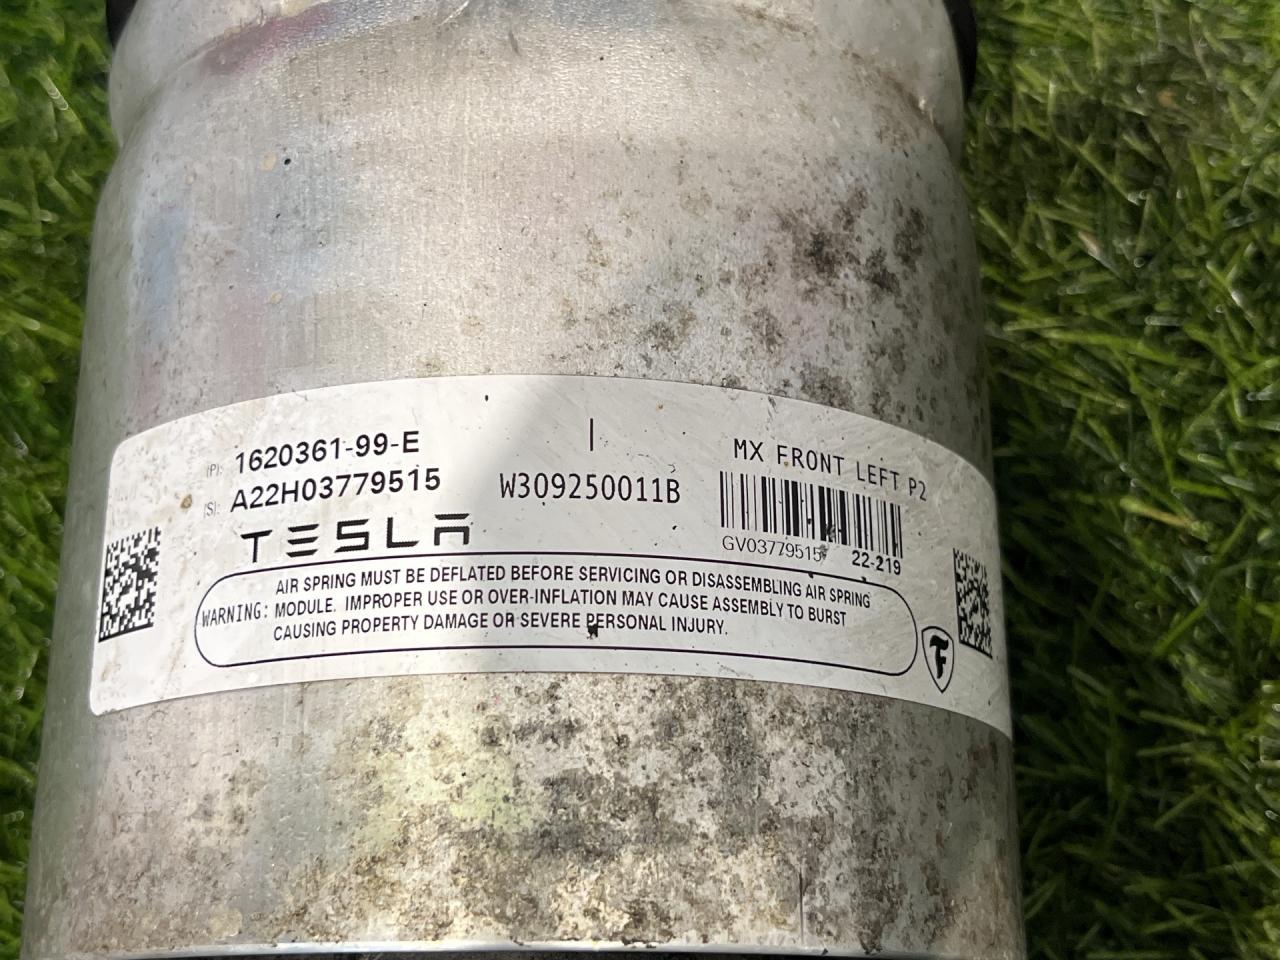 (P): 1620361-99-E
(S): A22H03779515
TESLA
I
W309250011B
MX FRONT LEFT P2
GV03779515 22-219
WARNING: AIR SPRING MUST BE DEFLATED BEFORE SERVICING OR DISASSEMBLING AIR SPRING
MODULE. IMPROPER USE OR OVER-INFLATION MAY CAUSE ASSEMBLY TO BURST
CAUSING PROPERTY DAMAGE OR SEVERE PERSONAL INJURY.
F